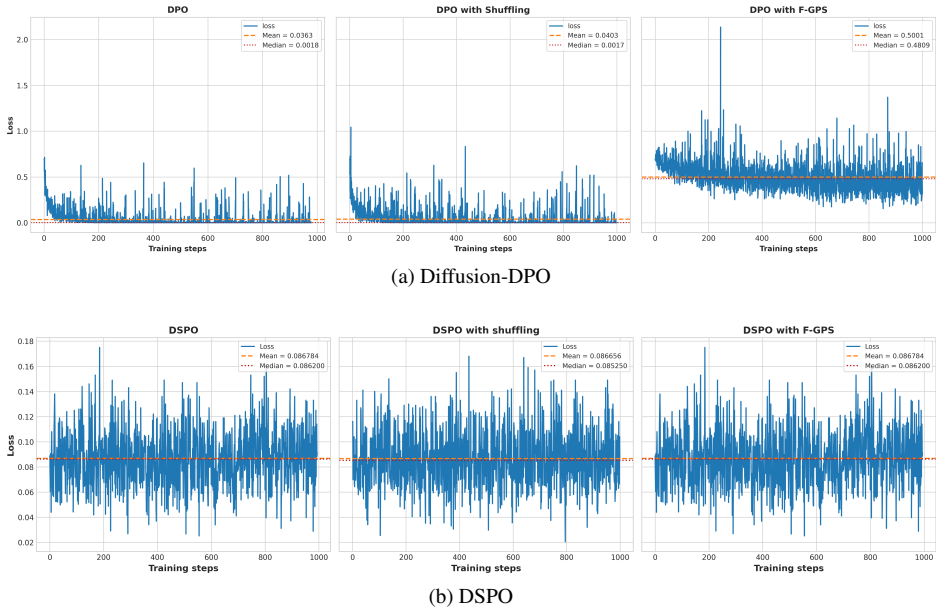 DPO
DPO with Shuffling
DPO with F-GPS
loss
Mean = 0.0363
Median = 0.0018
loss
Mean = 0.0403
Median = 0.0017
loss
Mean = 0.5001
Median = 0.4809
2.0
1.5
1.0
0.5
0.0
Loss
0 200 400 600 800 1000
0 200 400 600 800 1000
0 200 400 600 800 1000
Training steps
Training steps
Training steps
(a) Diffusion-DPO
DSPO
DSPO with shuffling
DSPO with F-GPS
Loss
Mean = 0.086784
Median = 0.086200
Loss
Mean = 0.086656
Median = 0.085250
Loss
Mean = 0.086784
Median = 0.086200
0.18
0.16
0.14
0.12
0.10
0.08
0.06
0.04
0.02
Loss
0 200 400 600 800 1000
0 200 400 600 800 1000
0 200 400 600 800 1000
Training steps
Training steps
Training steps
(b) DSPO